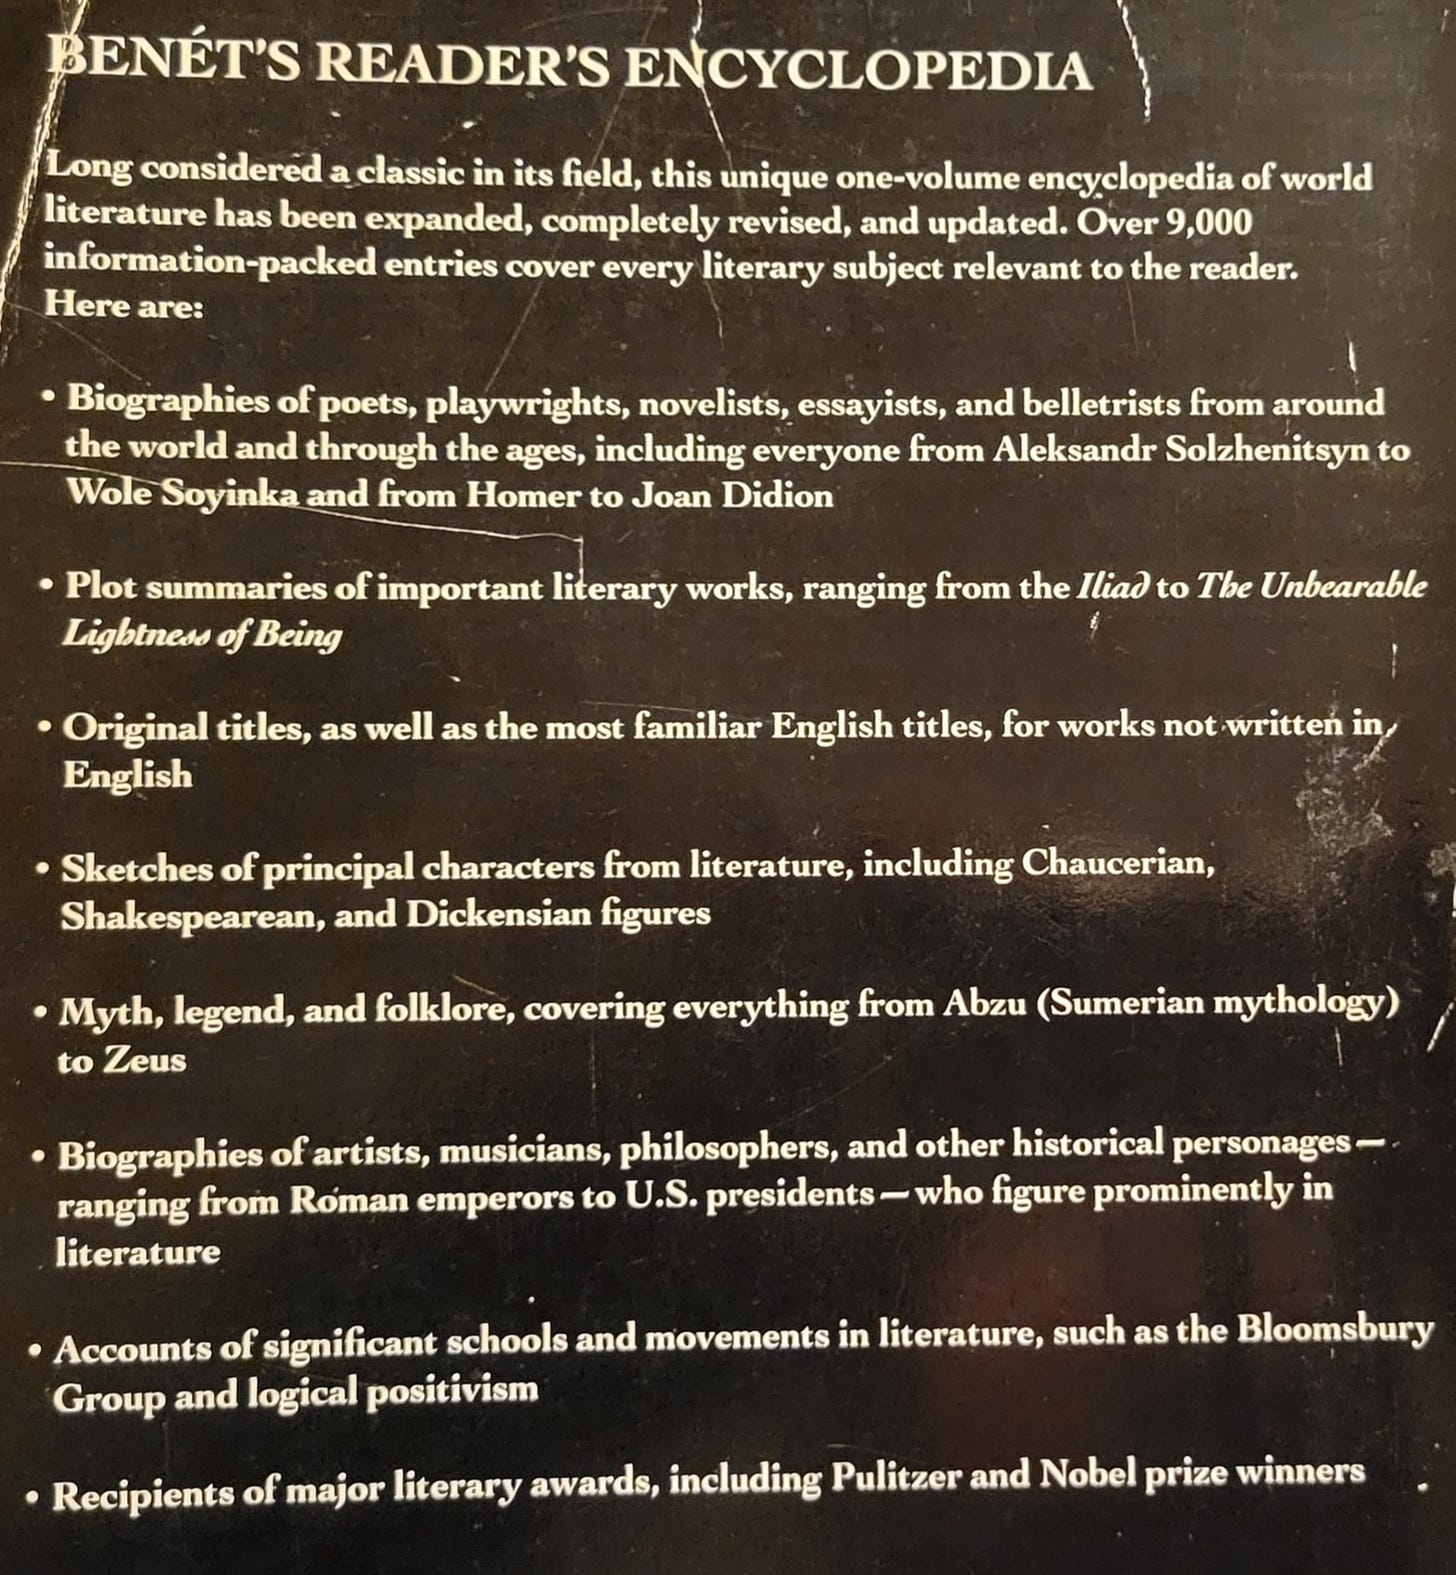 BENÉT'S READER'S ENCYCLOPEDIA
Long considered a classic in its field, this unique one-volume encyclopedia of world
literature has been expanded, completely revised, and updated. Over 9,000
information-packed entries cover every literary subject relevant to the reader.
Here are:
• Biographies of poets, playwrights, novelists, essayists, and belletrists from around
the world and through the ages, including everyone from Aleksandr Solzhenitsyn to
Wole Soyinka and from Homer to Joan Didion
• Plot summaries of important literary works, ranging from the Iliad to The Unbearable
Lightness of Being
• Original titles, as well as the most familiar English titles, for works not written in
English
• Sketches of principal characters from literature, including Chaucerian,
Shakespearean, and Dickensian figures
• Myth, legend, and folklore, covering everything from Abzu (Sumerian mythology)
to Zeus
• Biographies of artists, musicians, philosophers, and other historical personages—
ranging from Roman emperors to U.S. presidents—who figure prominently in
literature
• Accounts of significant schools and movements in literature, such as the Bloomsbury
Group and logical positivism
• Recipients of major literary awards, including Pulitzer and Nobel prize winners